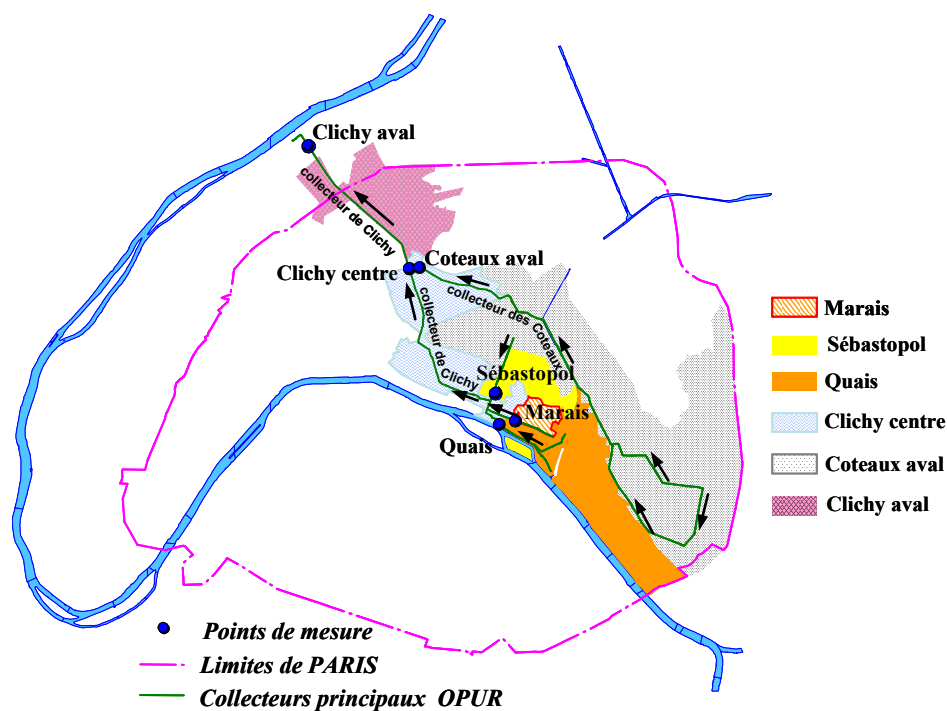 Clichy aval
collecteur de Clichy
Clichy centre
Coteaux aval
collecteur des Coteaux
collecteur de
Clichy
Sébastopol
Marais
Quais
Marais
Sébastopol
Quais
Clichy centre
Coteaux aval
Clichy aval
Points de mesure
Limites de PARIS
Collecteurs principaux OPUR